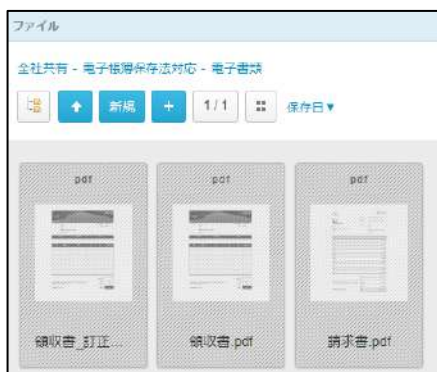 ファイル
全社共有 - 電子帳簿保存法対応 - 電子書類
新規 + 1 / 1 保存日▼
pdf pdf pdf
領収書_訂正... 領収書.pdf 請求書.pdf